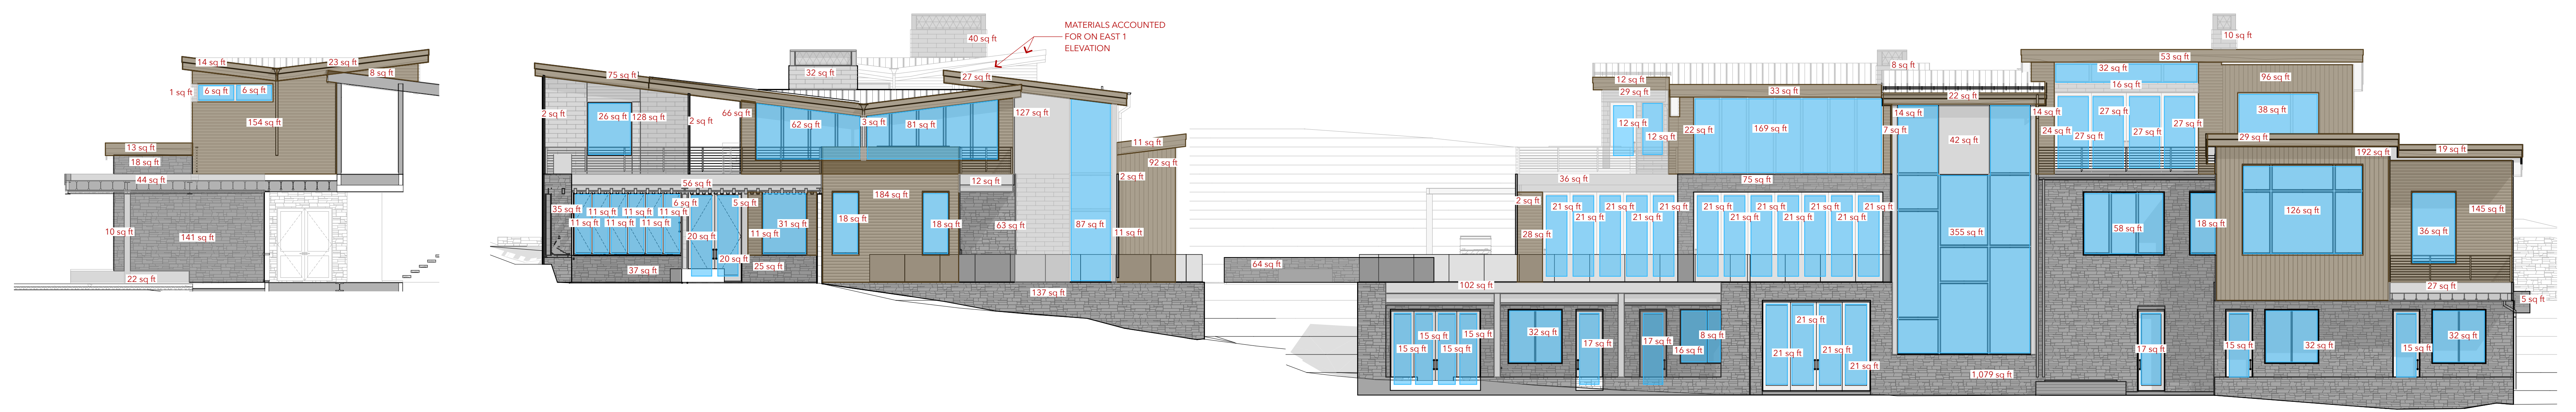 14 sq ft
23 sq ft
8 sq ft
1 sq ft
6 sq ft
6 sq ft
154 sq ft
13 sq ft
18 sq ft
44 sq ft
10 sq ft
141 sq ft
22 sq ft
MATERIALS ACCOUNTED
FOR ON EAST 1
ELEVATION
40 sq ft
32 sq ft
75 sq ft
27 sq ft
2 sq ft
26 sq ft
128 sq ft
2 sq ft
66 sq ft
62 sq ft
3 sq ft
81 sq ft
127 sq ft
11 sq ft
92 sq ft
2 sq ft
56 sq ft
12 sq ft
184 sq ft
35 sq ft
11 sq ft
11 sq ft
11 sq ft
11 sq ft
11 sq ft
11 sq ft
6 sq ft
5 sq ft
20 sq ft
20 sq ft
31 sq ft
11 sq ft
25 sq ft
37 sq ft
18 sq ft
18 sq ft
63 sq ft
87 sq ft
11 sq ft
137 sq ft
64 sq ft
12 sq ft
29 sq ft
12 sq ft
12 sq ft
33 sq ft
22 sq ft
169 sq ft
8 sq ft
22 sq ft
14 sq ft
7 sq ft
42 sq ft
14 sq ft
24 sq ft
355 sq ft
36 sq ft
75 sq ft
2 sq ft
28 sq ft
21 sq ft
21 sq ft
21 sq ft
21 sq ft
21 sq ft
21 sq ft
21 sq ft
21 sq ft
21 sq ft
21 sq ft
21 sq ft
21 sq ft
102 sq ft
15 sq ft
15 sq ft
15 sq ft
15 sq ft
32 sq ft
17 sq ft
17 sq ft
16 sq ft
8 sq ft
21 sq ft
21 sq ft
21 sq ft
21 sq ft
1,079 sq ft
10 sq ft
53 sq ft
32 sq ft
16 sq ft
96 sq ft
27 sq ft
27 sq ft
27 sq ft
27 sq ft
38 sq ft
29 sq ft
192 sq ft
19 sq ft
58 sq ft
18 sq ft
126 sq ft
145 sq ft
36 sq ft
27 sq ft
5 sq ft
17 sq ft
15 sq ft
32 sq ft
15 sq ft
32 sq ft